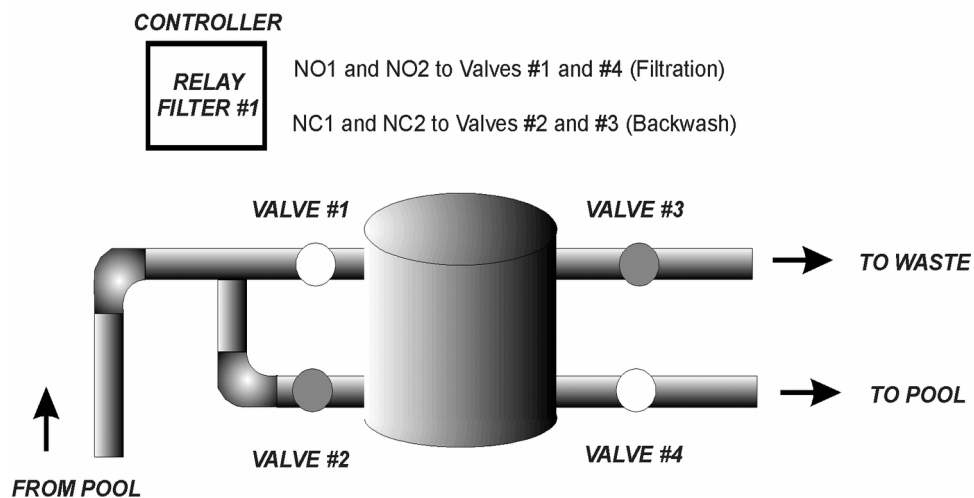 CONTROLLER
RELAY
FILTER #1
NO1 and NO2 to Valves #1 and #4 (Filtration)
NC1 and NC2 to Valves #2 and #3 (Backwash)
VALVE #1
VALVE #3
TO WASTE
TO POOL
VALVE #2
VALVE #4
FROM POOL